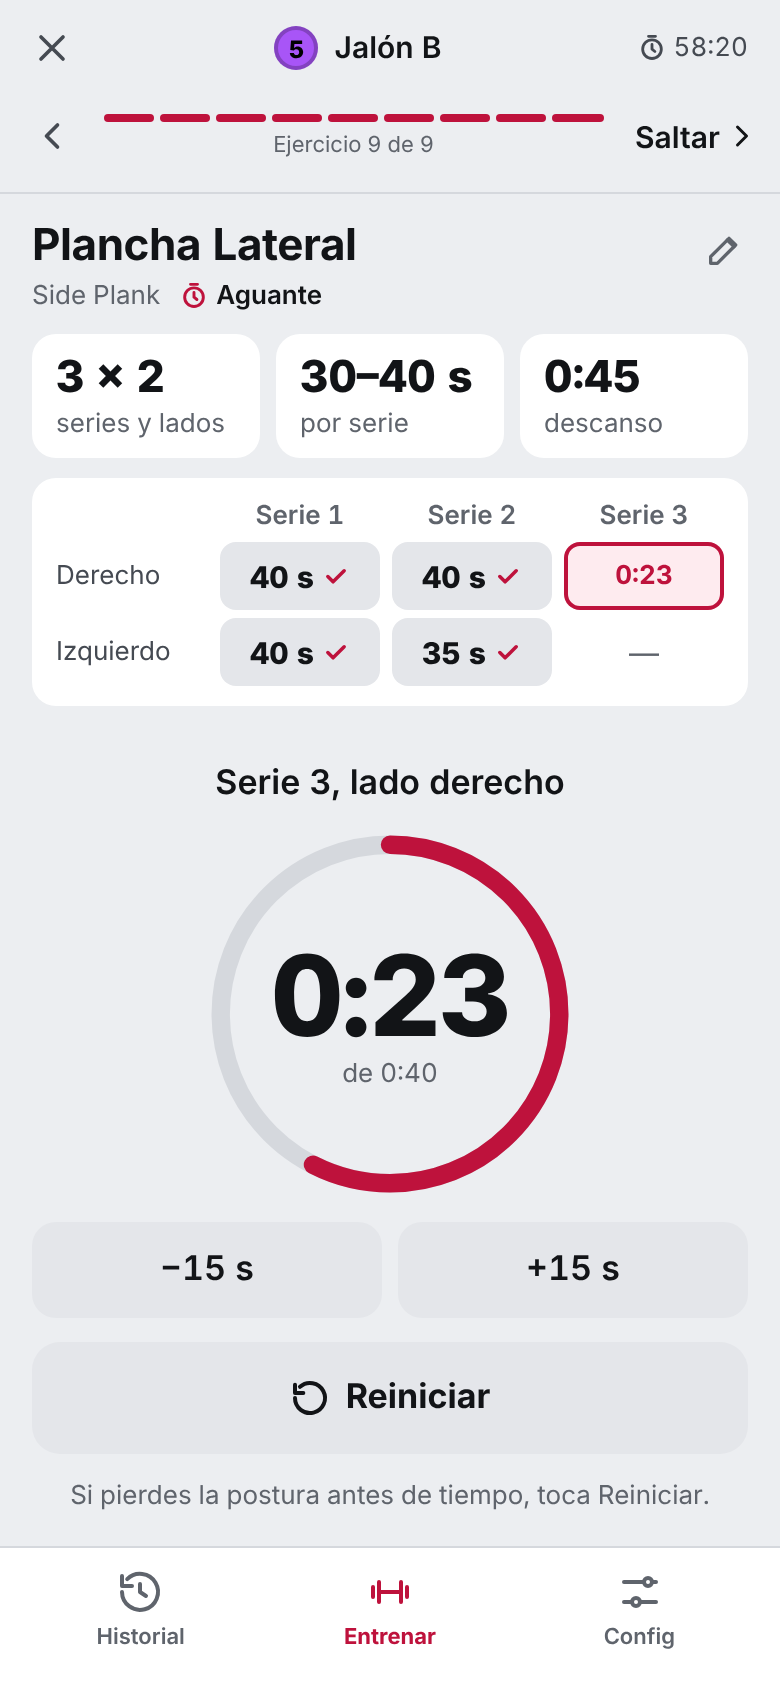 5 Jalón B 58:20
Ejercicio 9 de 9
Saltar
Plancha Lateral
Side Plank Aguante
3 × 2 30–40 s 0:45
series y lados por serie descanso
Serie 1 Serie 2 Serie 3
Derecho 40 s 40 s 0:23
Izquierdo 40 s 35 s —
Serie 3, lado derecho
0:23
de 0:40
−15 s +15 s
Reiniciar
Si pierdes la postura antes de tiempo, toca Reiniciar.
Historial Entrenar Config